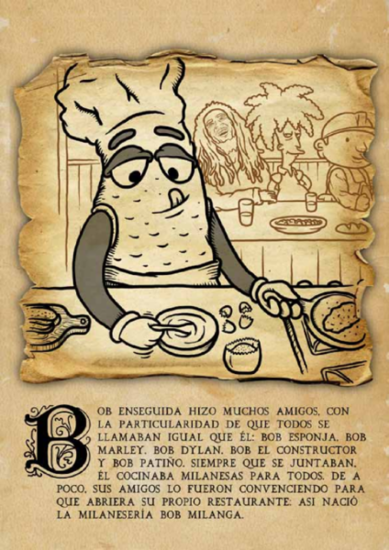 BOB ENSEGUIDA HIZO MUCHOS AMIGOS, CON
LA PARTICULARIDAD DE QUE TODOS SE
LLAMABAN IGUAL QUE ÉL: BOB ESPONJA, BOB
MARLEY, BOB DYLAN, BOB EL CONSTRUCTOR
Y BOB PATIÑO. SIEMPRE QUE SE JUNTABAN,
ÉL COCINABA MILANESAS PARA TODOS. DE A
POCO, SUS AMIGOS LO FUERON CONVENCIENDO PARA
QUE ABRIERA SU PROPIO RESTAURANTE: ASI NACIÓ
LA MILANESERÍA BOB MILANGA.